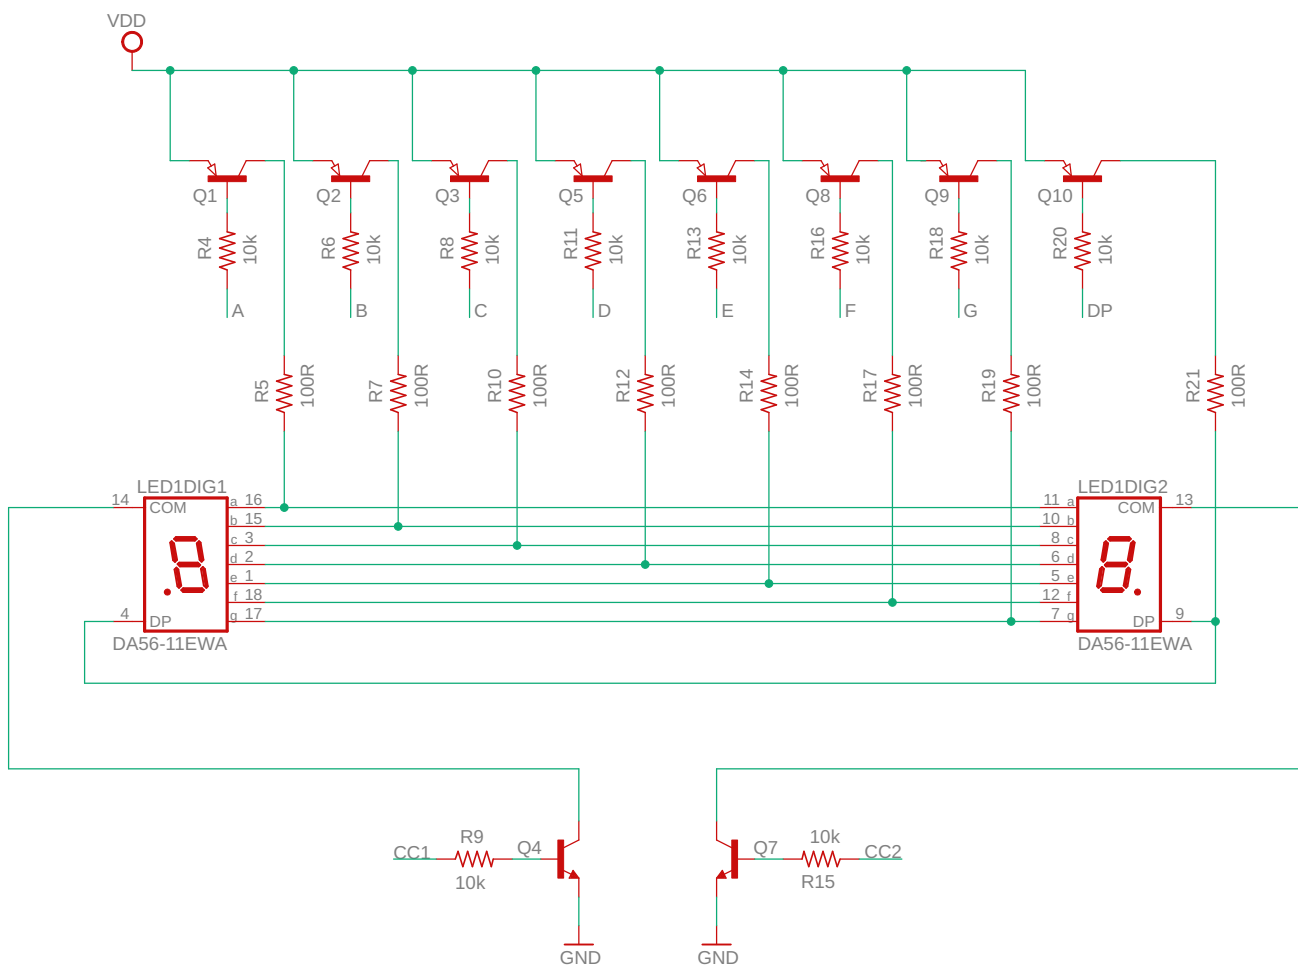 VDD
Q1 Q2 Q3 Q5 Q6 Q8 Q9 Q10
R4 10k R6 10k R8 10k R11 10k R13 10k R16 10k R18 10k R20 10k
A B C D E F G DP
R5 100R R7 100R R10 100R R12 100R R14 100R R17 100R R19 100R R21 100R
LED1DIG1 LED1DIG2
14 COM a 16 11 a COM 13
b 15 10 b
c 3 8 c
d 2 6 d
e 1 5 e
f 18 12 f
4 DP g 17 7 g DP 9
DA56-11EWA DA56-11EWA
R9 10k
CC1 Q4 Q7 CC2
10k R15
GND GND